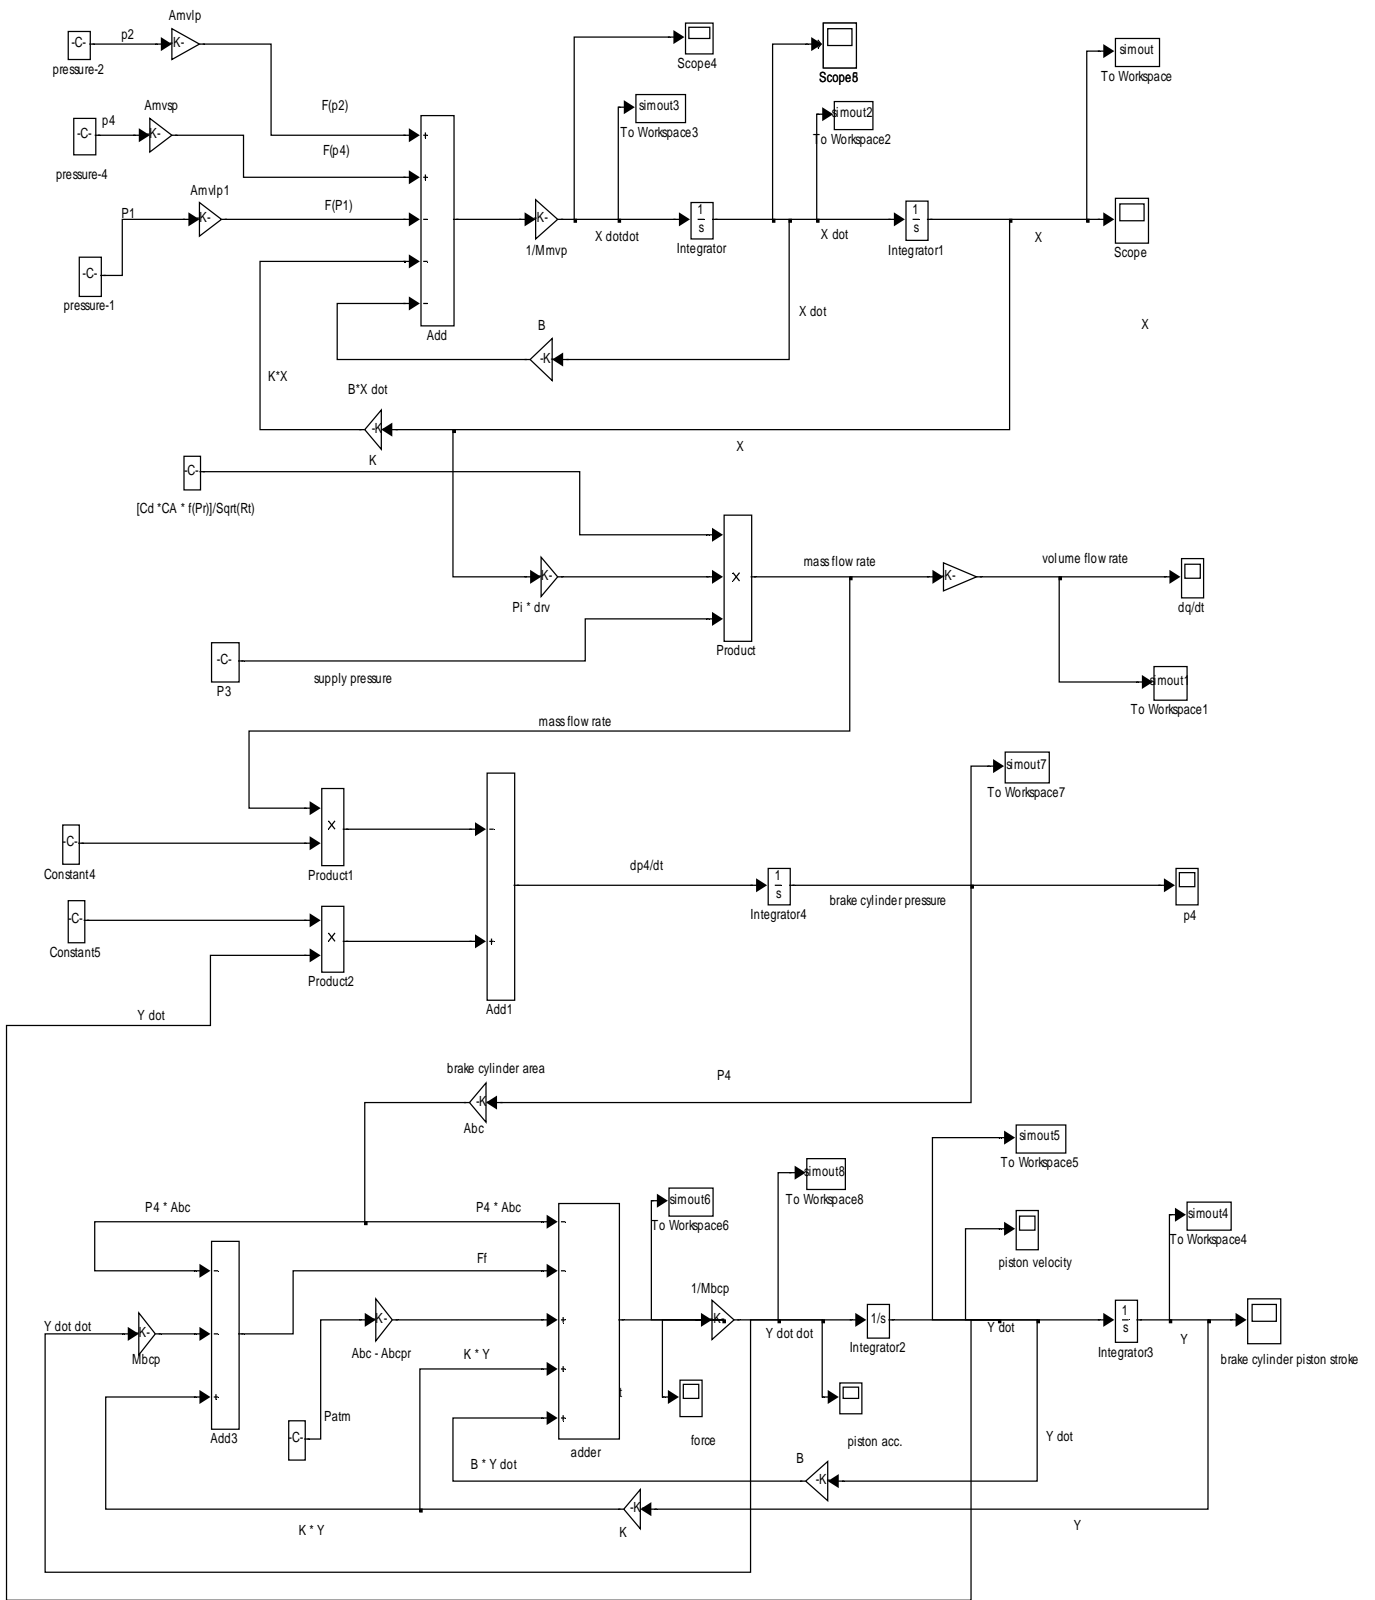 Amvlp
p2
-C-
K-
pressure-2
Scope4
Scope5
simout
To Workspace
Amvsp
F(p2)
simout3
To Workspace3
simout2
To Workspace2
p4
-C-
K-
pressure-4
F(p4)
+
+
Amvlp1
P1
K-
F(P1)
-
K-
1/Mmvp
X dotdot
1
s
Integrator
X dot
1
s
Integrator1
X
Scope
-C-
pressure-1
-
-
Add
X dot
X
B
-K
K*X
B*X dot
-K
K
X
-C-
[Cd *CA * f(Pr)]/Sqrt(Rt)
mass flow rate
volume flow rate
K-
Pi * drv
X
K-
dq/dt
Product
-C-
P3
supply pressure
simout1
To Workspace1
mass flow rate
simout7
To Workspace7
X
-
-C-
Constant4
Product1
dp4/dt
1
s
Integrator4
brake cylinder pressure
p4
-C-
Constant5
X
+
Product2
Add1
Y dot
brake cylinder area
P4
-K
Abc
simout5
To Workspace5
simout8
To Workspace8
P4 * Abc
P4 * Abc
-
simout6
To Workspace6
simout4
To Workspace4
-
Ff
-
piston velocity
1/Mbcp
Y dot dot
K-
Mbcp
-
K-
Abc - Abcpr
+
K-
Y dot dot
1/s
Integrator2
Y dot
1
s
Integrator3
Y
brake cylinder piston stroke
K * Y
+
+
Add3
Patm
-C-
+
adder
force
piston acc.
Y dot
B * Y dot
B
-K
-K
K
K * Y
Y